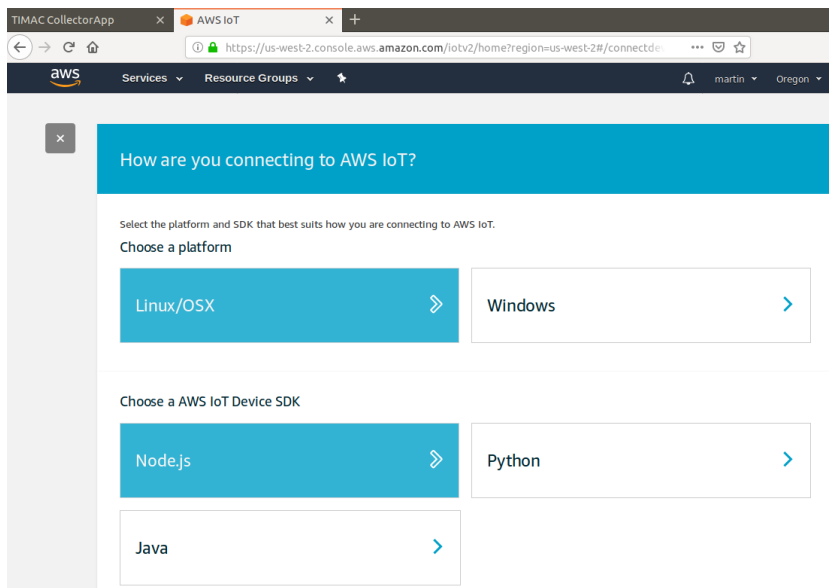 TIMAC CollectorApp
AWS IoT
https://us-west-2.console.aws.amazon.com/iotv2/home?region=us-west-2#/connectde
aws
Services
Resource Groups
martin
Oregon
How are you connecting to AWS IoT?
Select the platform and SDK that best suits how you are connecting to AWS IoT.
Choose a platform
Linux/OSX
Windows
Choose a AWS IoT Device SDK
Node.js
Python
Java